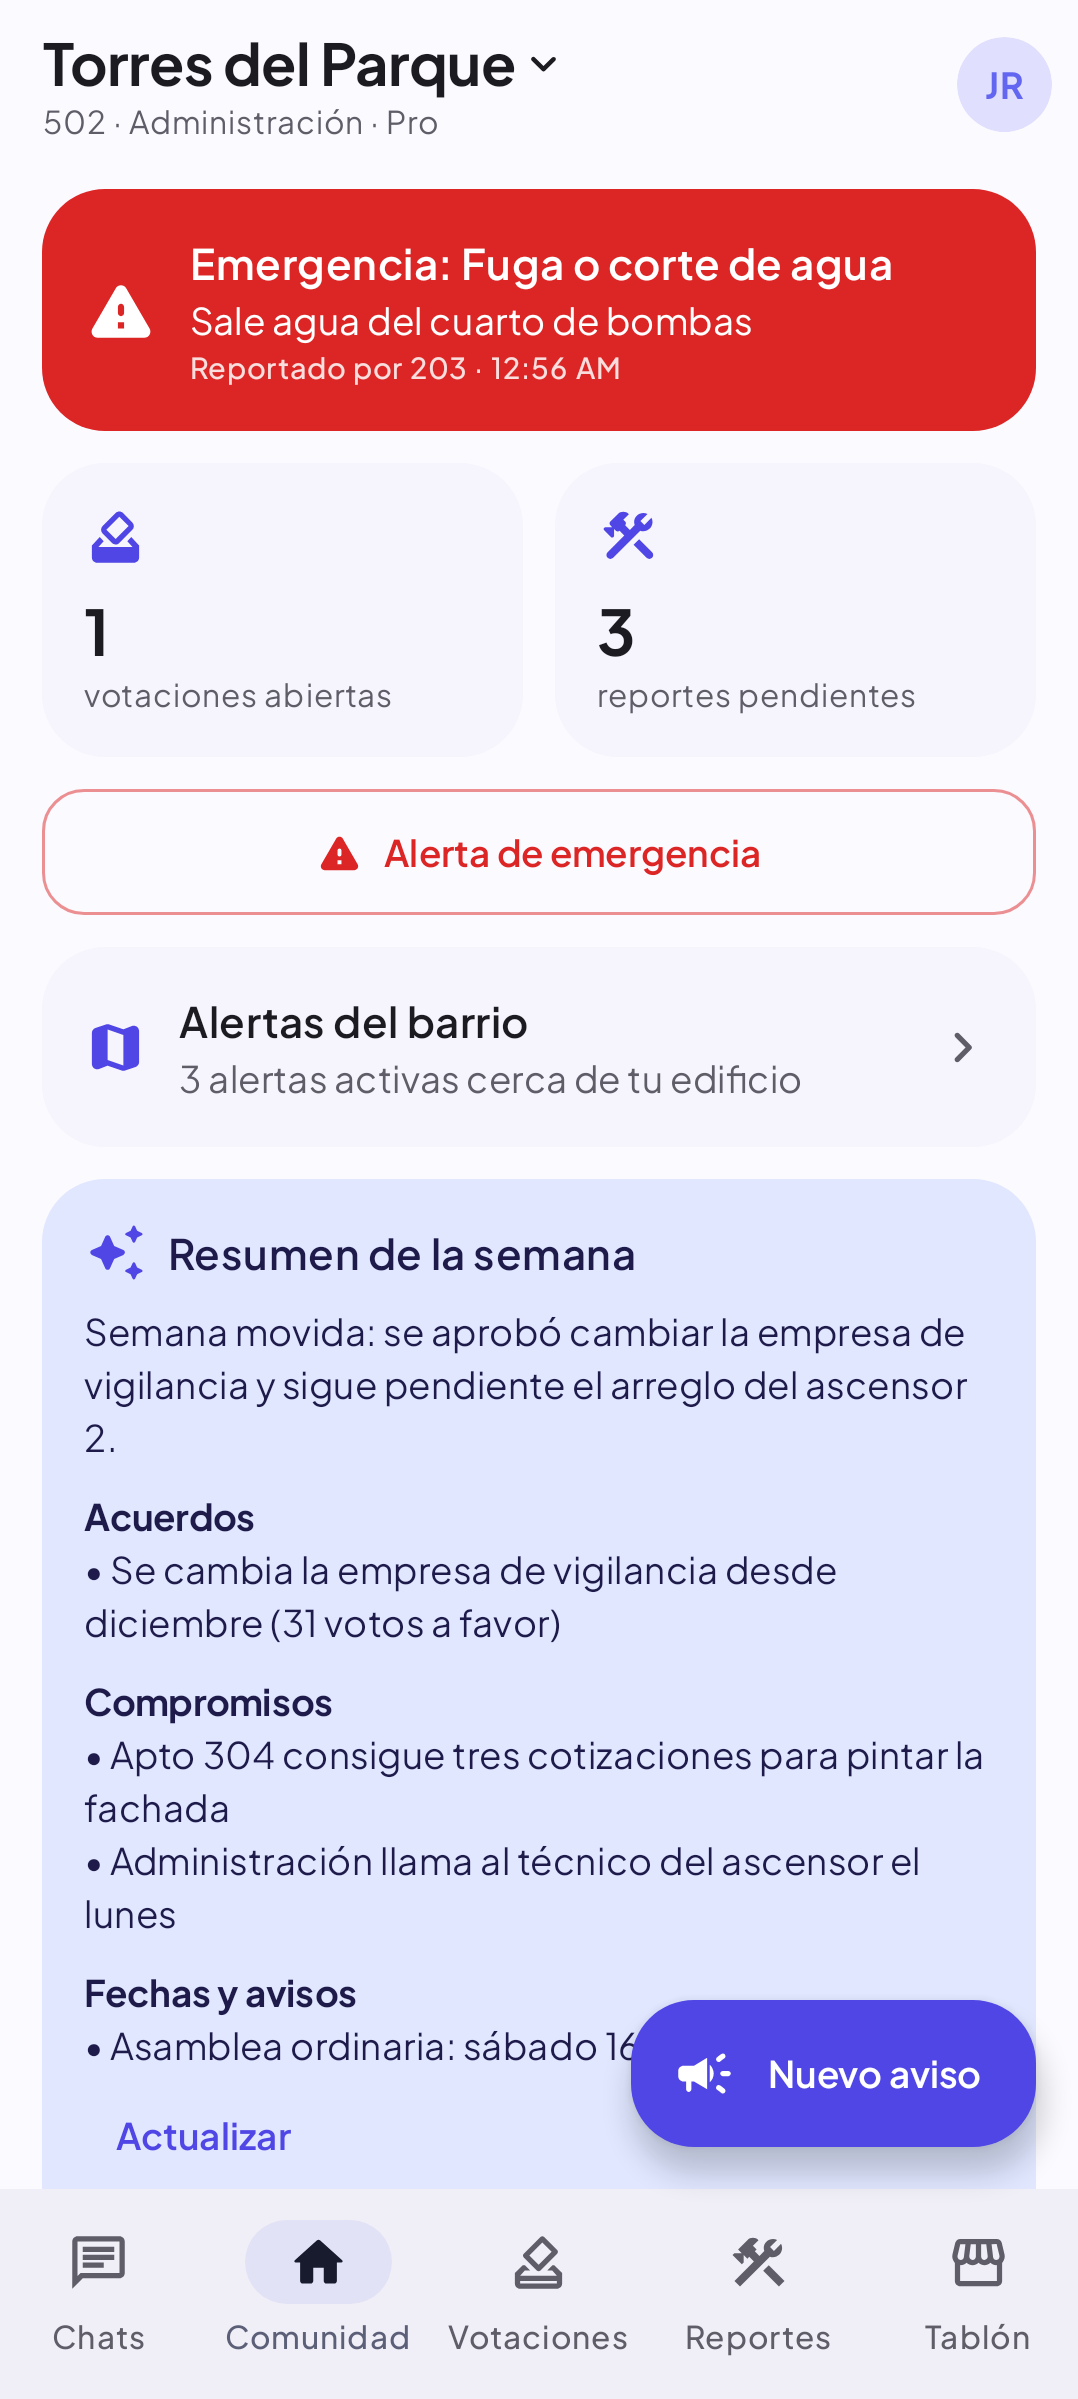 Torres del Parque
502 · Administración · Pro
JR
Emergencia: Fuga o corte de agua
Sale agua del cuarto de bombas
Reportado por 203 · 12:56 AM
1
votaciones abiertas
3
reportes pendientes
Alerta de emergencia
Alertas del barrio
3 alertas activas cerca de tu edificio
Resumen de la semana
Semana movida: se aprobó cambiar la empresa de
vigilancia y sigue pendiente el arreglo del ascensor
2.
Acuerdos
• Se cambia la empresa de vigilancia desde
diciembre (31 votos a favor)
Compromisos
• Apto 304 consigue tres cotizaciones para pintar la
fachada
• Administración llama al técnico del ascensor el
lunes
Fechas y avisos
• Asamblea ordinaria: sábado 16
Nuevo aviso
Actualizar
Chats
Comunidad
Votaciones
Reportes
Tablón